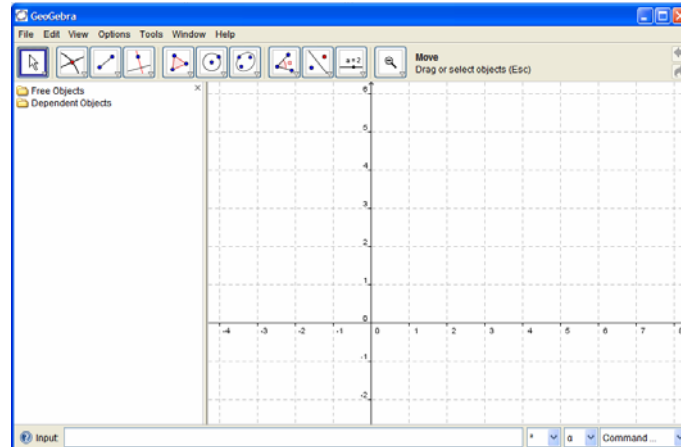 GeoGebra
File Edit View Options Tools Window Help
a=2
Move
Drag or select objects (Esc)
Free Objects
Dependent Objects
6
5
4
3
2
1
0
-4 -3 -2 -1 0 1 2 3 4 5 6 7 8
-1
-2
Input:
° α Command ...